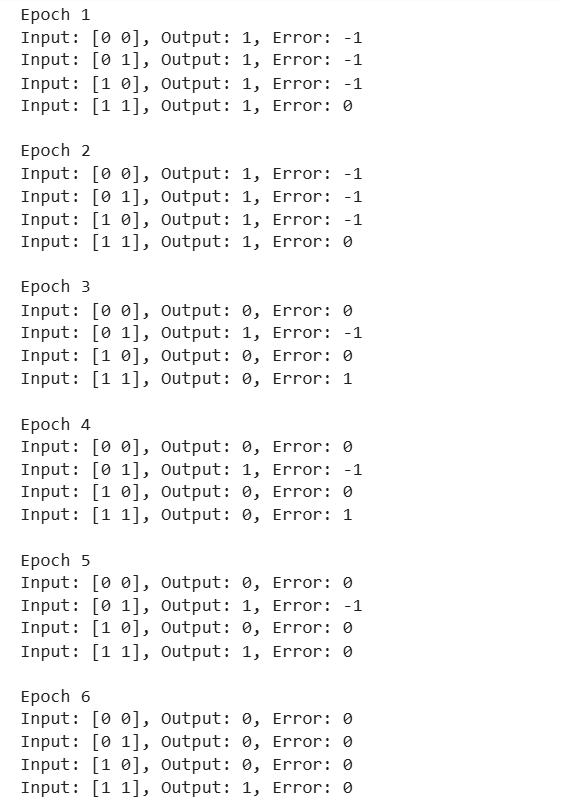 Epoch 1
Input: [0 0], Output: 1, Error: -1
Input: [0 1], Output: 1, Error: -1
Input: [1 0], Output: 1, Error: -1
Input: [1 1], Output: 1, Error: 0

Epoch 2
Input: [0 0], Output: 1, Error: -1
Input: [0 1], Output: 1, Error: -1
Input: [1 0], Output: 1, Error: -1
Input: [1 1], Output: 1, Error: 0

Epoch 3
Input: [0 0], Output: 0, Error: 0
Input: [0 1], Output: 1, Error: -1
Input: [1 0], Output: 0, Error: 0
Input: [1 1], Output: 0, Error: 1

Epoch 4
Input: [0 0], Output: 0, Error: 0
Input: [0 1], Output: 1, Error: -1
Input: [1 0], Output: 0, Error: 0
Input: [1 1], Output: 0, Error: 1

Epoch 5
Input: [0 0], Output: 0, Error: 0
Input: [0 1], Output: 1, Error: -1
Input: [1 0], Output: 0, Error: 0
Input: [1 1], Output: 1, Error: 0

Epoch 6
Input: [0 0], Output: 0, Error: 0
Input: [0 1], Output: 0, Error: 0
Input: [1 0], Output: 0, Error: 0
Input: [1 1], Output: 1, Error: 0